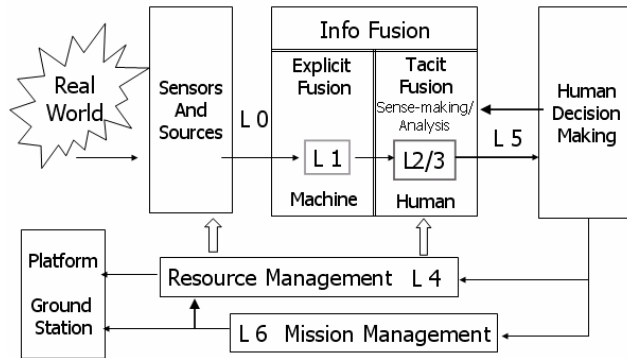 Info Fusion
Real
World
Sensors
And
Sources
L 0
Explicit
Fusion
L 1
Machine
Tacit
Fusion
Sense-making/
Analysis
L2/3
Human
L 5
Human
Decision
Making
Platform
Ground
Station
Resource Management L 4
L 6 Mission Management